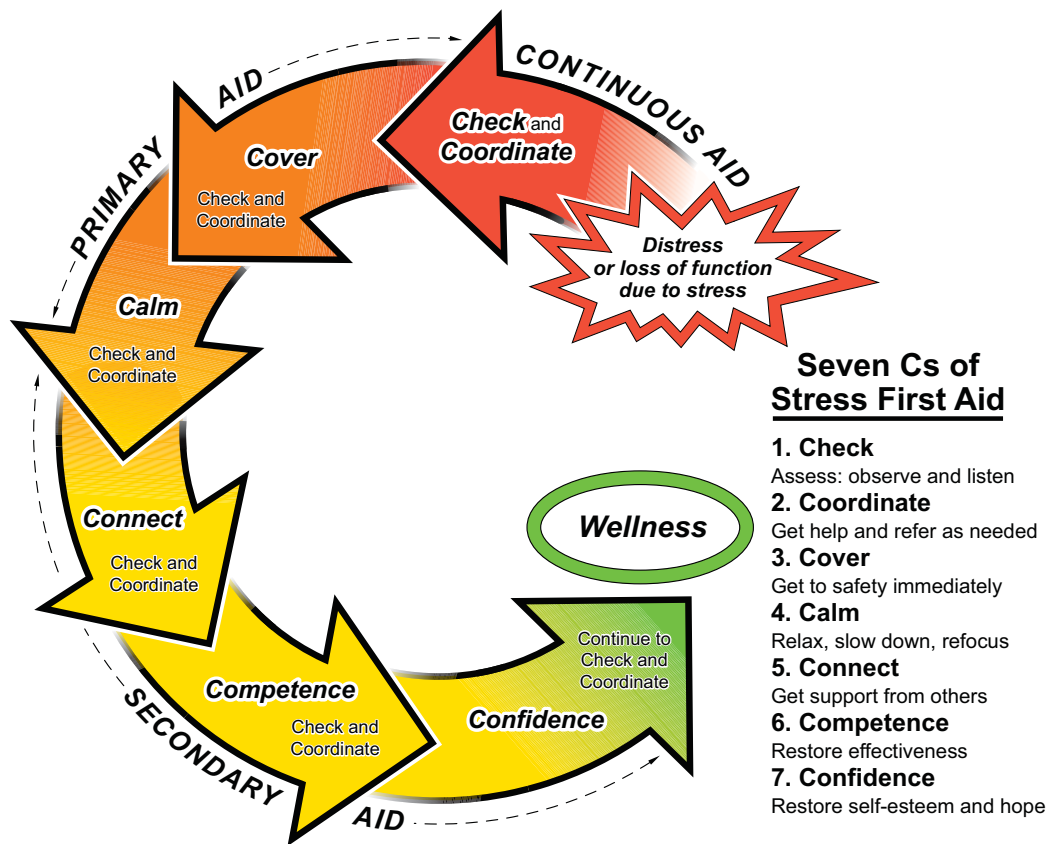 CONTINUOUS AID
Check and
Coordinate
Distress
or loss of function
due to stress
PRIMARY AID
Cover
Check and
Coordinate
Calm
Check and
Coordinate
SECONDARY AID
Connect
Check and
Coordinate
Competence
Check and
Coordinate
Confidence
Continue to
Check and
Coordinate
Wellness
Seven Cs of
Stress First Aid
1. Check
Assess: observe and listen
2. Coordinate
Get help and refer as needed
3. Cover
Get to safety immediately
4. Calm
Relax, slow down, refocus
5. Connect
Get support from others
6. Competence
Restore effectiveness
7. Confidence
Restore self-esteem and hope